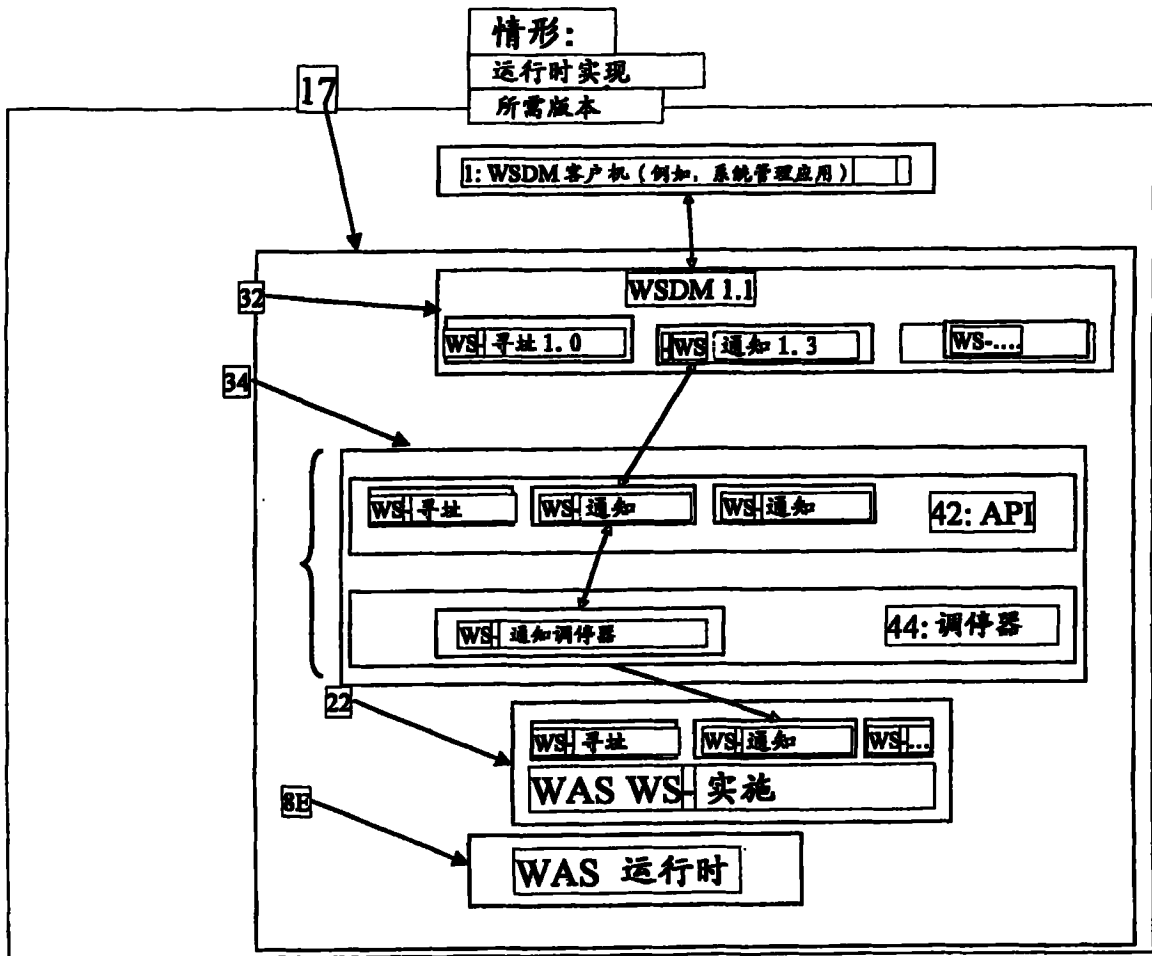 情形:
运行时实现
所需版本
17
1: WSDM 客户机 (例如, 系统管理应用)
32
WSDM 1.1
WS- 寻址 1.0
-WS 通知 1.3
WS-....
34
WS- 寻址
WS- 通知
WS- 通知
42: API
WS- 通知调停器
44: 调停器
22
WS- 寻址
WS- 通知
WS-...
WAS WS- 实施
8E
WAS 运行时